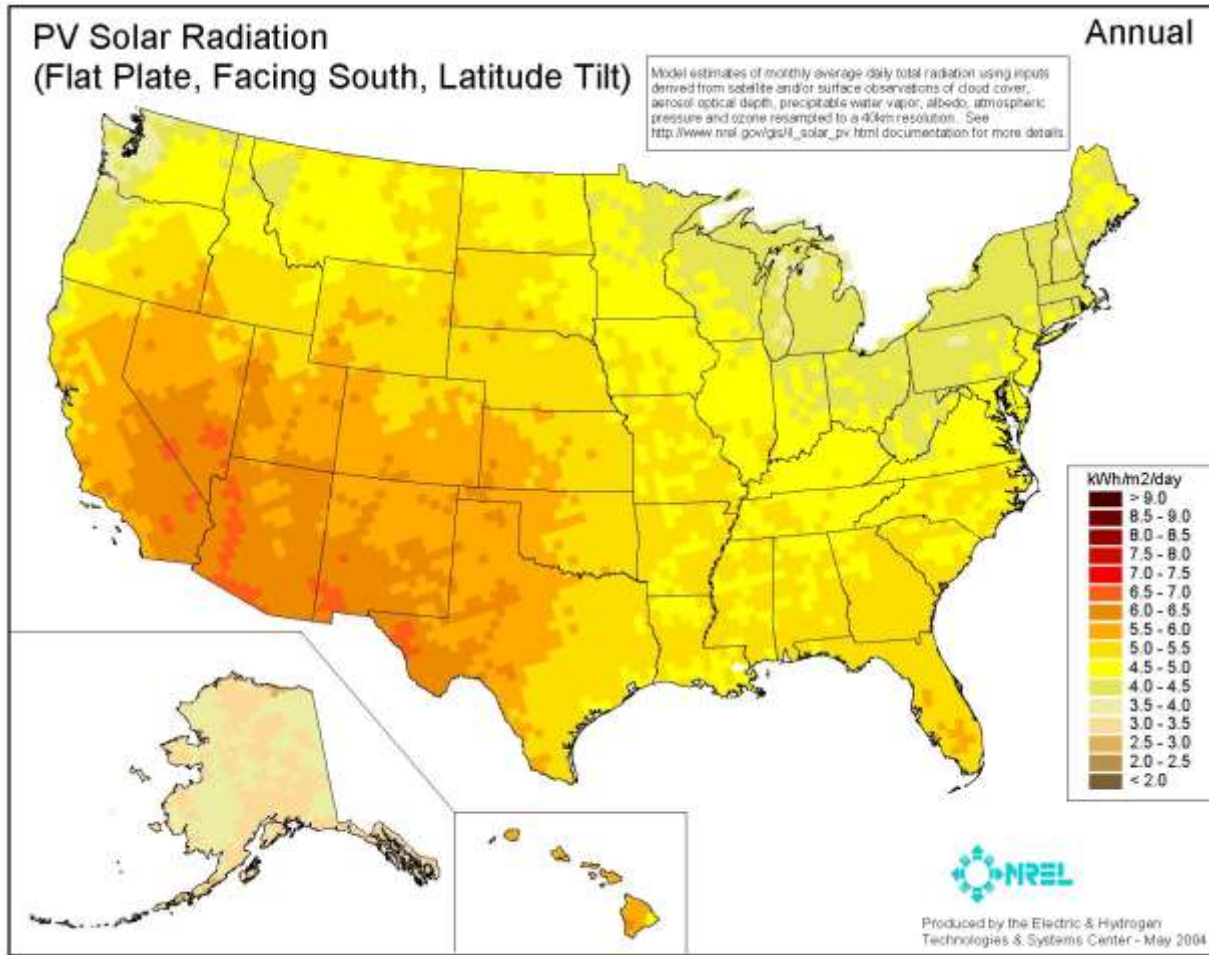 PV Solar Radiation
(Flat Plate, Facing South, Latitude Tilt)
Annual
Model estimates of monthly average daily total radiation using inputs
derived from satellite and/or surface observations of cloud cover,
aerosol optical depth, precipitable water vapor, albedo, atmospheric
pressure and ozone resampled to a 40km resolution. See
http://www.nrel.gov/gis/il_solar_pv.html documentation for more details.
kWh/m2/day
> 9.0
8.5 - 9.0
8.0 - 8.5
7.5 - 8.0
7.0 - 7.5
6.5 - 7.0
6.0 - 6.5
5.5 - 6.0
5.0 - 5.5
4.5 - 5.0
4.0 - 4.5
3.5 - 4.0
3.0 - 3.5
2.5 - 3.0
2.0 - 2.5
< 2.0
NREL
Produced by the Electric & Hydrogen
Technologies & Systems Center - May 2004